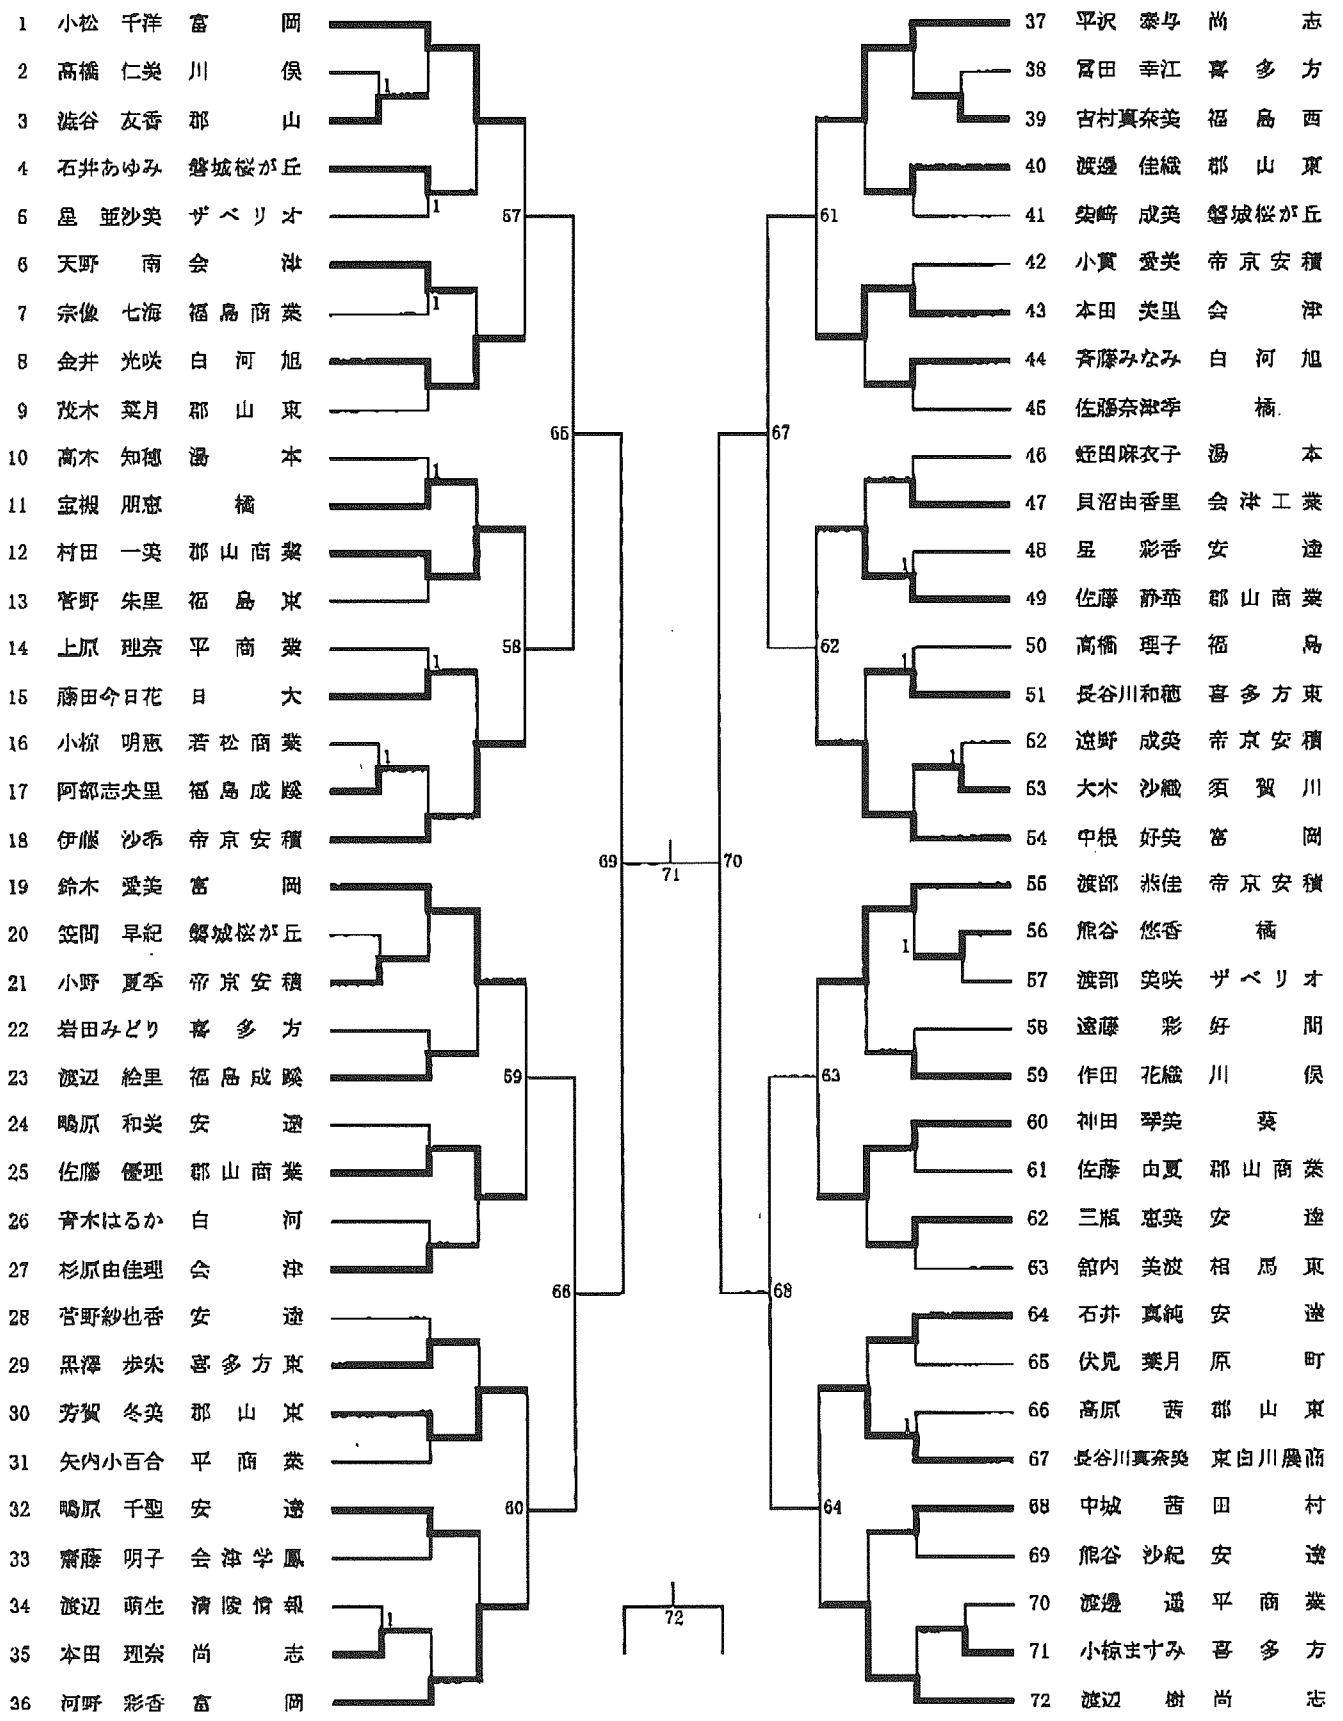 1 小松 千洋 富岡
2 高橋 仁美 川俣
3 渋谷 友香 郡山
4 石井あゆみ 磐城桜が丘
5 星 亜沙美 ザベリオ
6 天野 南 会津
7 宗像 七海 福島商業
8 金井 光咲 白河旭
9 茂木 菜月 郡山東
10 高木 知穂 湯本
11 宝槻 朋恵 橘
12 村田 一美 郡山商業
13 菅野 朱里 福島東
14 上原 理奈 平商業
15 藤田今日花 日大
16 小椋 明恵 若松商業
17 阿部志央里 福島成蹊
18 伊藤 沙季 帝京安積
19 鈴木 愛美 富岡
20 笠間 早紀 磐城桜が丘
21 小野 夏季 帝京安積
22 岩田みどり 喜多方
23 渡辺 絵里 福島成蹊
24 鴫原 和美 安達
25 佐藤 優理 郡山商業
26 青木はるか 白河
27 杉原由佳理 会津
28 菅野紗也香 安達
29 黒澤 歩未 喜多方東
30 芳賀 冬美 郡山東
31 矢内小百合 平商業
32 鴫原 千聖 安達
33 齋藤 明子 会津学鳳
34 渡辺 萌生 清陵情報
35 本田 理奈 尚志
36 河野 彩香 富岡
1
1
1
1
1
1
1
57
58
59
60
65
66
69
71
72
70
67
68
61
62
63
64
1
1
1
1
1
1
37 平沢 泰与 尚志
38 冨田 幸江 喜多方
39 吉村真奈美 福島西
40 渡邊 佳織 郡山東
41 柴崎 成美 磐城桜が丘
42 小貫 愛美 帝京安積
43 本田 美里 会津
44 斉藤みなみ 白河旭
45 佐藤奈津季 橘
46 蛭田麻衣子 湯本
47 貝沼由香里 会津工業
48 星 彩香 安達
49 佐藤 静華 郡山商業
50 高橋 理子 福島
51 長谷川和穂 喜多方東
52 遠野 成美 帝京安積
53 大木 沙織 須賀川
54 中根 好美 富岡
55 渡部 恭佳 帝京安積
56 熊谷 悠香 橘
57 渡部 美咲 ザベリオ
58 遠藤 彩 好間
59 作田 花織 川俣
60 神田 琴美 葵
61 佐藤 由夏 郡山商業
62 三瓶 恵美 安達
63 舘内 美波 相馬東
64 石井 真純 安達
65 伏見 葉月 原町
66 高原 茜 郡山東
67 長谷川真奈美 東白川農商
68 中城 茜 田村
69 熊谷 沙紀 安達
70 渡邊 遥 平商業
71 小椋ますみ 喜多方
72 渡辺 樹 尚志